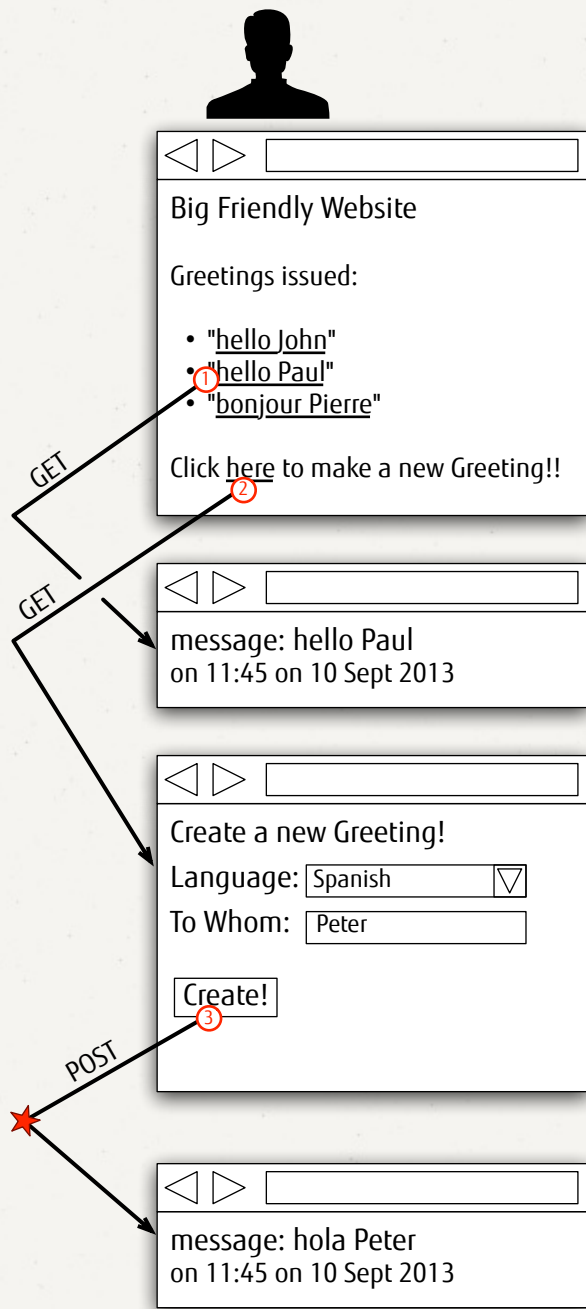 Big Friendly Website
Greetings issued:
• "hello John"
• "hello Paul"
• "bonjour Pierre"
1
GET
Click here to make a new Greeting!!
2
GET
message: hello Paul
on 11:45 on 10 Sept 2013
Create a new Greeting!
Language: Spanish
To Whom: Peter
Create!
3
POST
message: hola Peter
on 11:45 on 10 Sept 2013